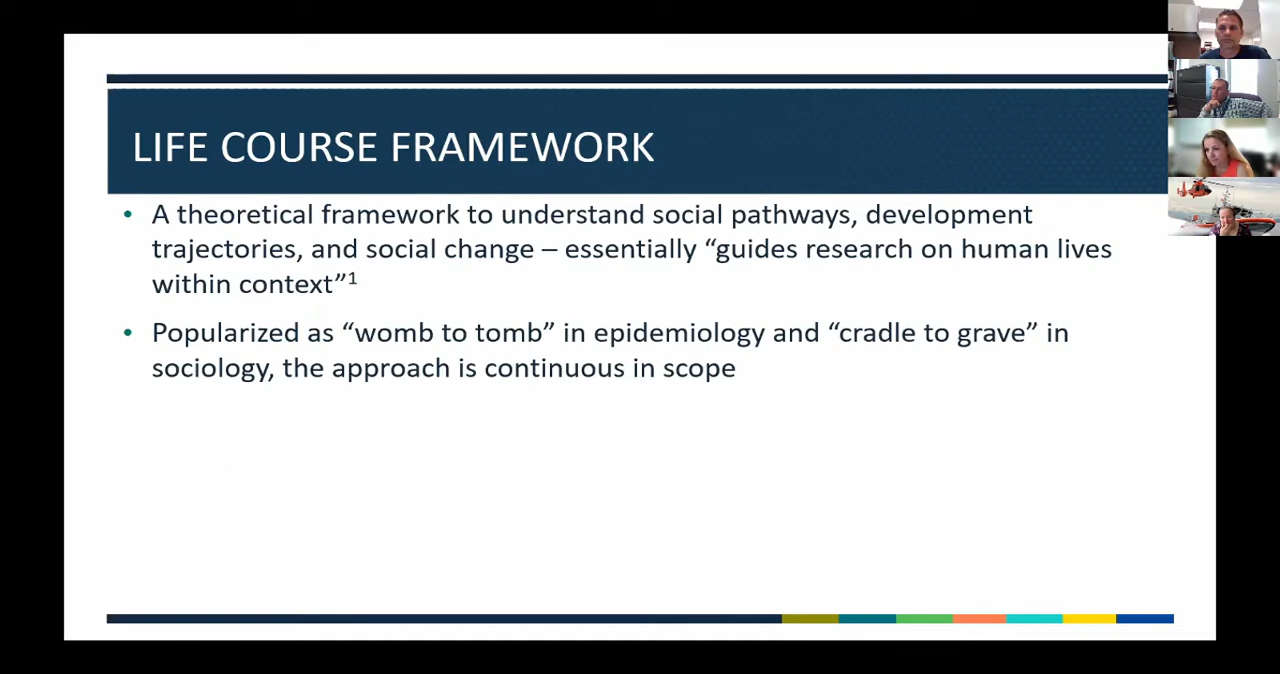 LIFE COURSE FRAMEWORK
• A theoretical framework to understand social pathways, development
trajectories, and social change – essentially “guides research on human lives
within context”¹
• Popularized as “womb to tomb” in epidemiology and “cradle to grave” in
sociology, the approach is continuous in scope